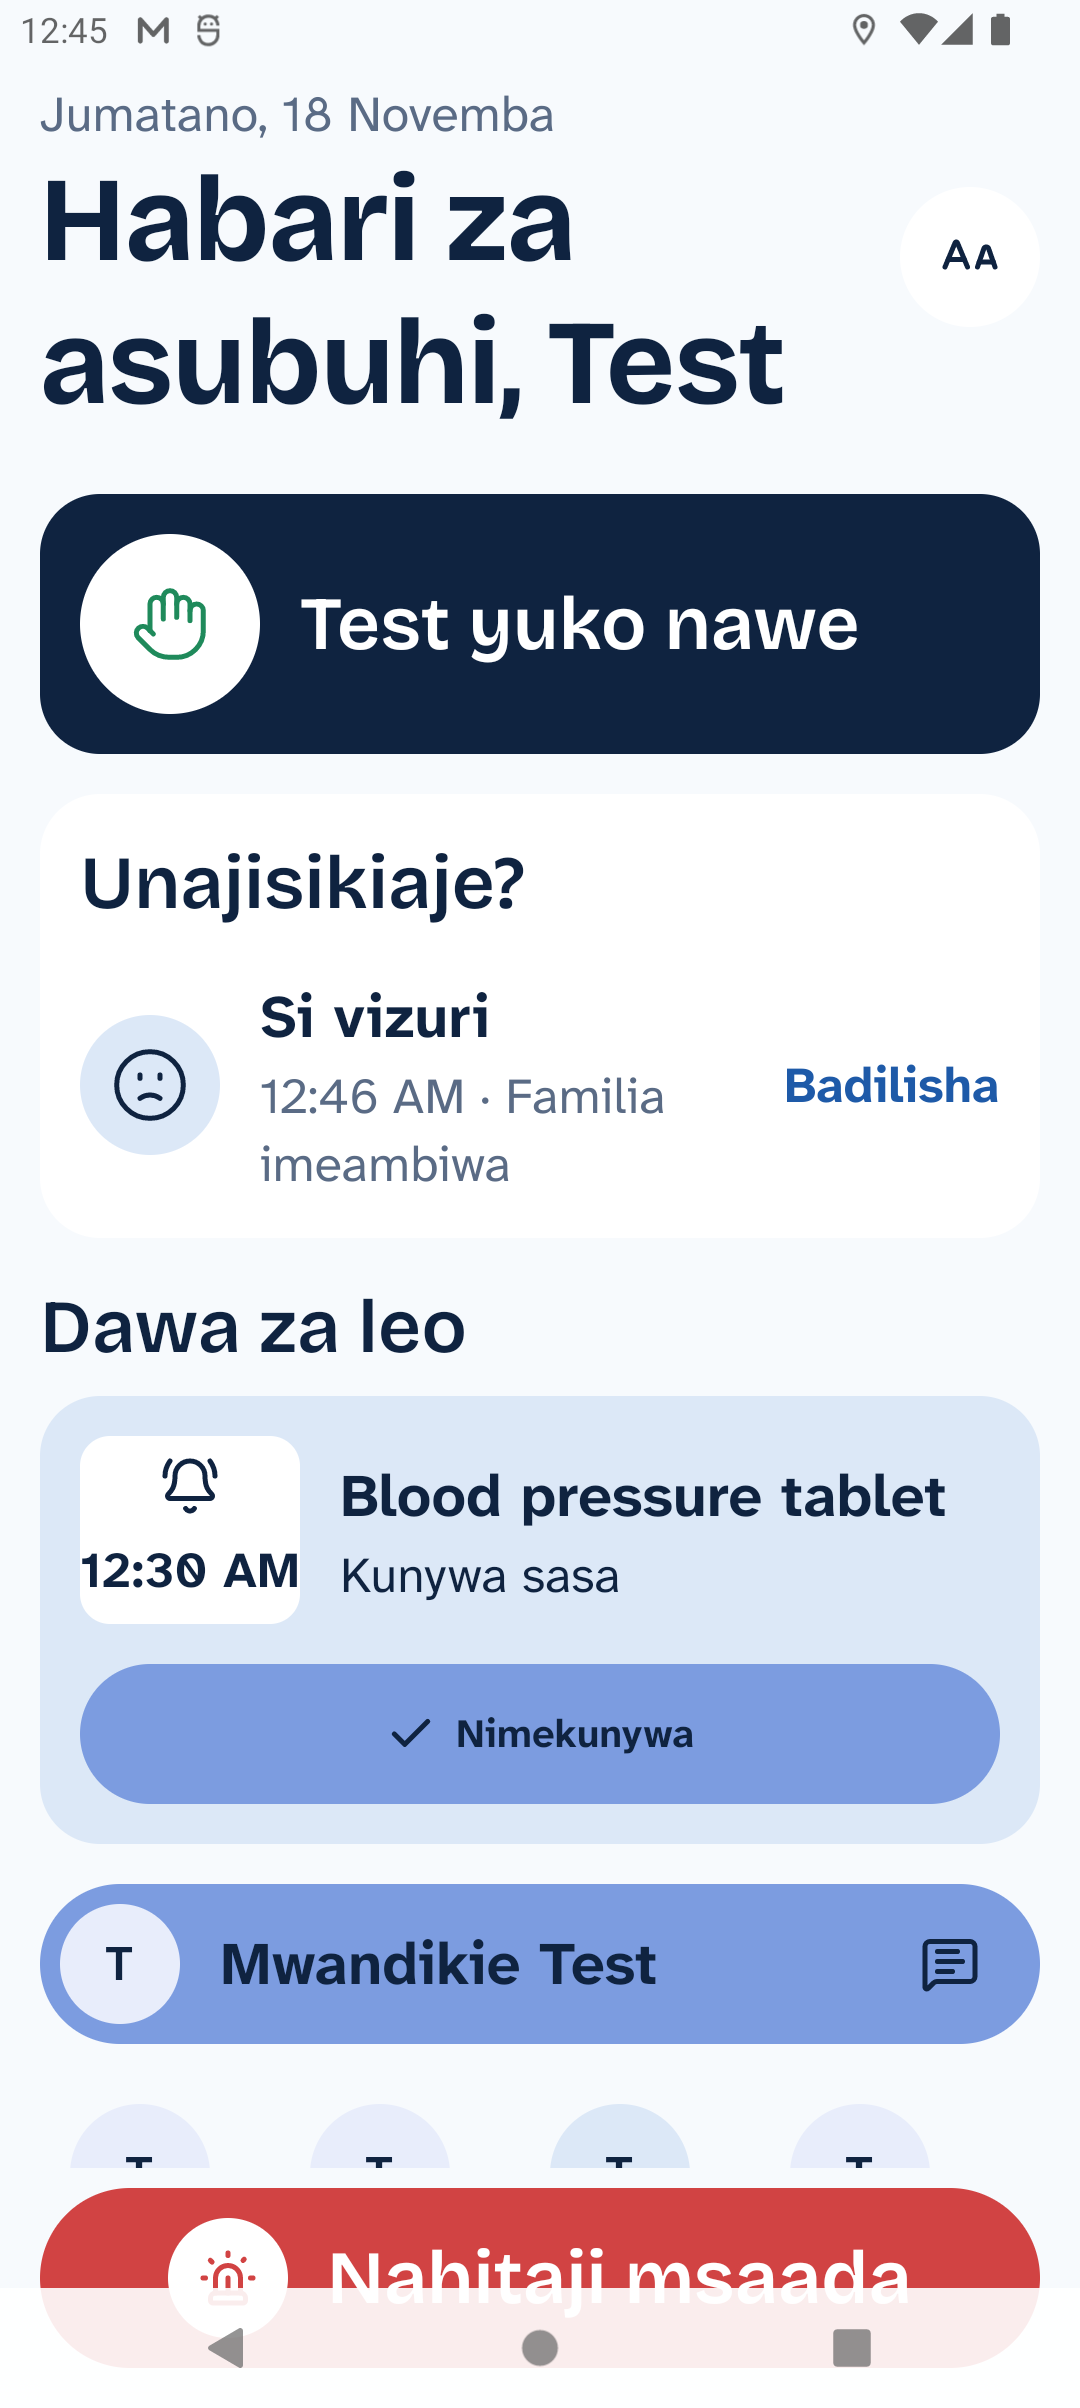 12:45
Jumatano, 18 Novemba
Habari za
asubuhi, Test
AA
Test yuko nawe
Unajisikiaje?
Si vizuri
12:46 AM · Familia
imeambiwa
Badilisha
Dawa za leo
12:30 AM
Blood pressure tablet
Kunywa sasa
Nimekunywa
T
Mwandikie Test
T T T T
Nahitaji msaada